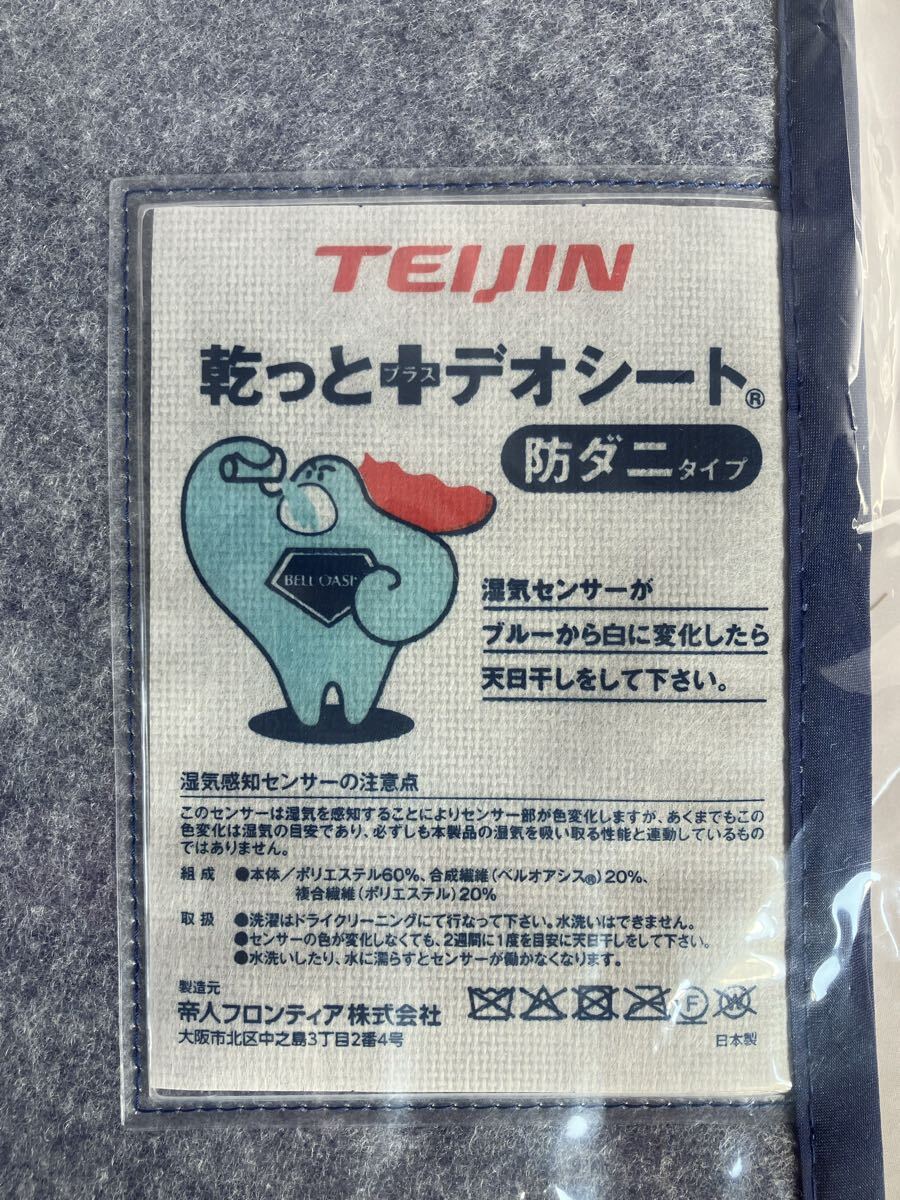 TEIJIN
乾っとプラスデオシート®
防ダニタイプ
BELL OASI
湿気センサーが
ブルーから白に変化したら
天日干しをして下さい。
湿気感知センサーの注意点
このセンサーは湿気を感知することによりセンサー部が色変化しますが、あくまでもこ
の色変化は湿気の目安であり、必ずしも本製品の湿気を吸い取る性能と連動しているもの
ではありません。
組成 ●本体/ポリエステル60%、合成繊維(ベルオアシス®)20%、
複合繊維(ポリエステル)20%
取扱 ●洗濯はドライクリーニングにて行なって下さい。水洗いはできません。
●センサーの色が変化しなくても、2週間に1度を目安に天日干しをして下さい。
●水洗いしたり、水に濡らすとセンサーが働かなくなります。
製造元
帝人フロンティア株式会社
大阪市北区中之島3丁目2番4号
F W
日本製